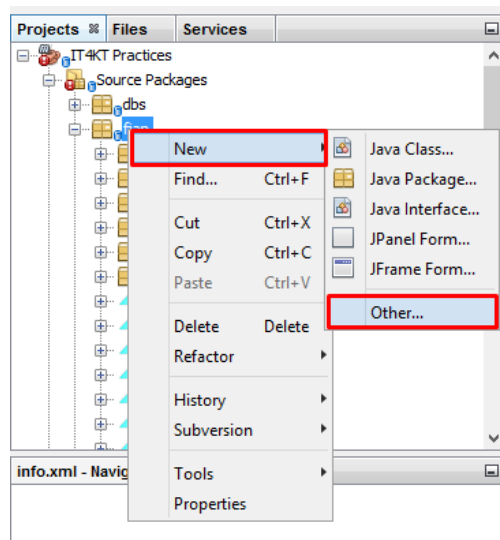 Projects Files Services
IT4KT Practices
Source Packages
dbs
New
Find... Ctrl+F
Cut Ctrl+X
Copy Ctrl+C
Paste Ctrl+V
Delete Delete
Refactor
History
Subversion
Tools
Properties
Java Class...
Java Package...
Java Interface...
JPanel Form...
JFrame Form...
Other...
info.xml - Navig